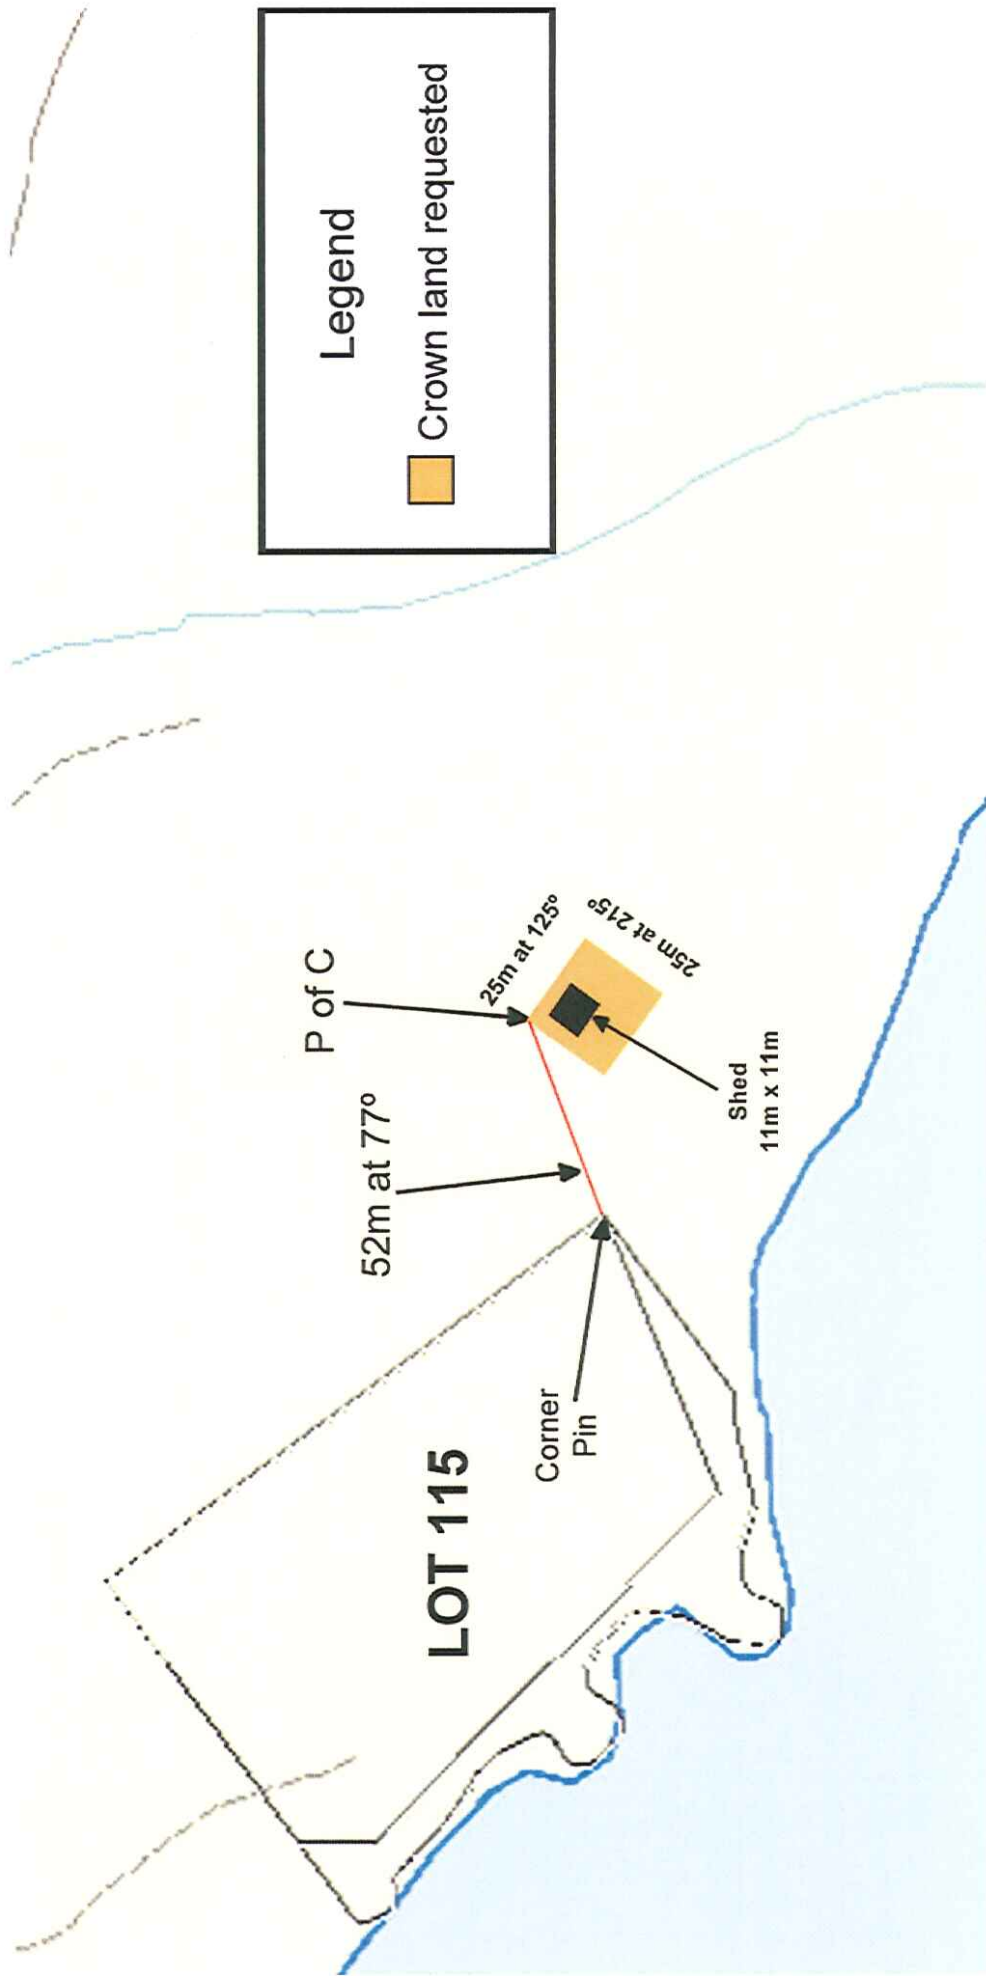 Legend
Crown land requested
P of C
52m at 77º
25m at 125º
25m at 215º
Shed
11m x 11m
Corner
Pin
LOT 115